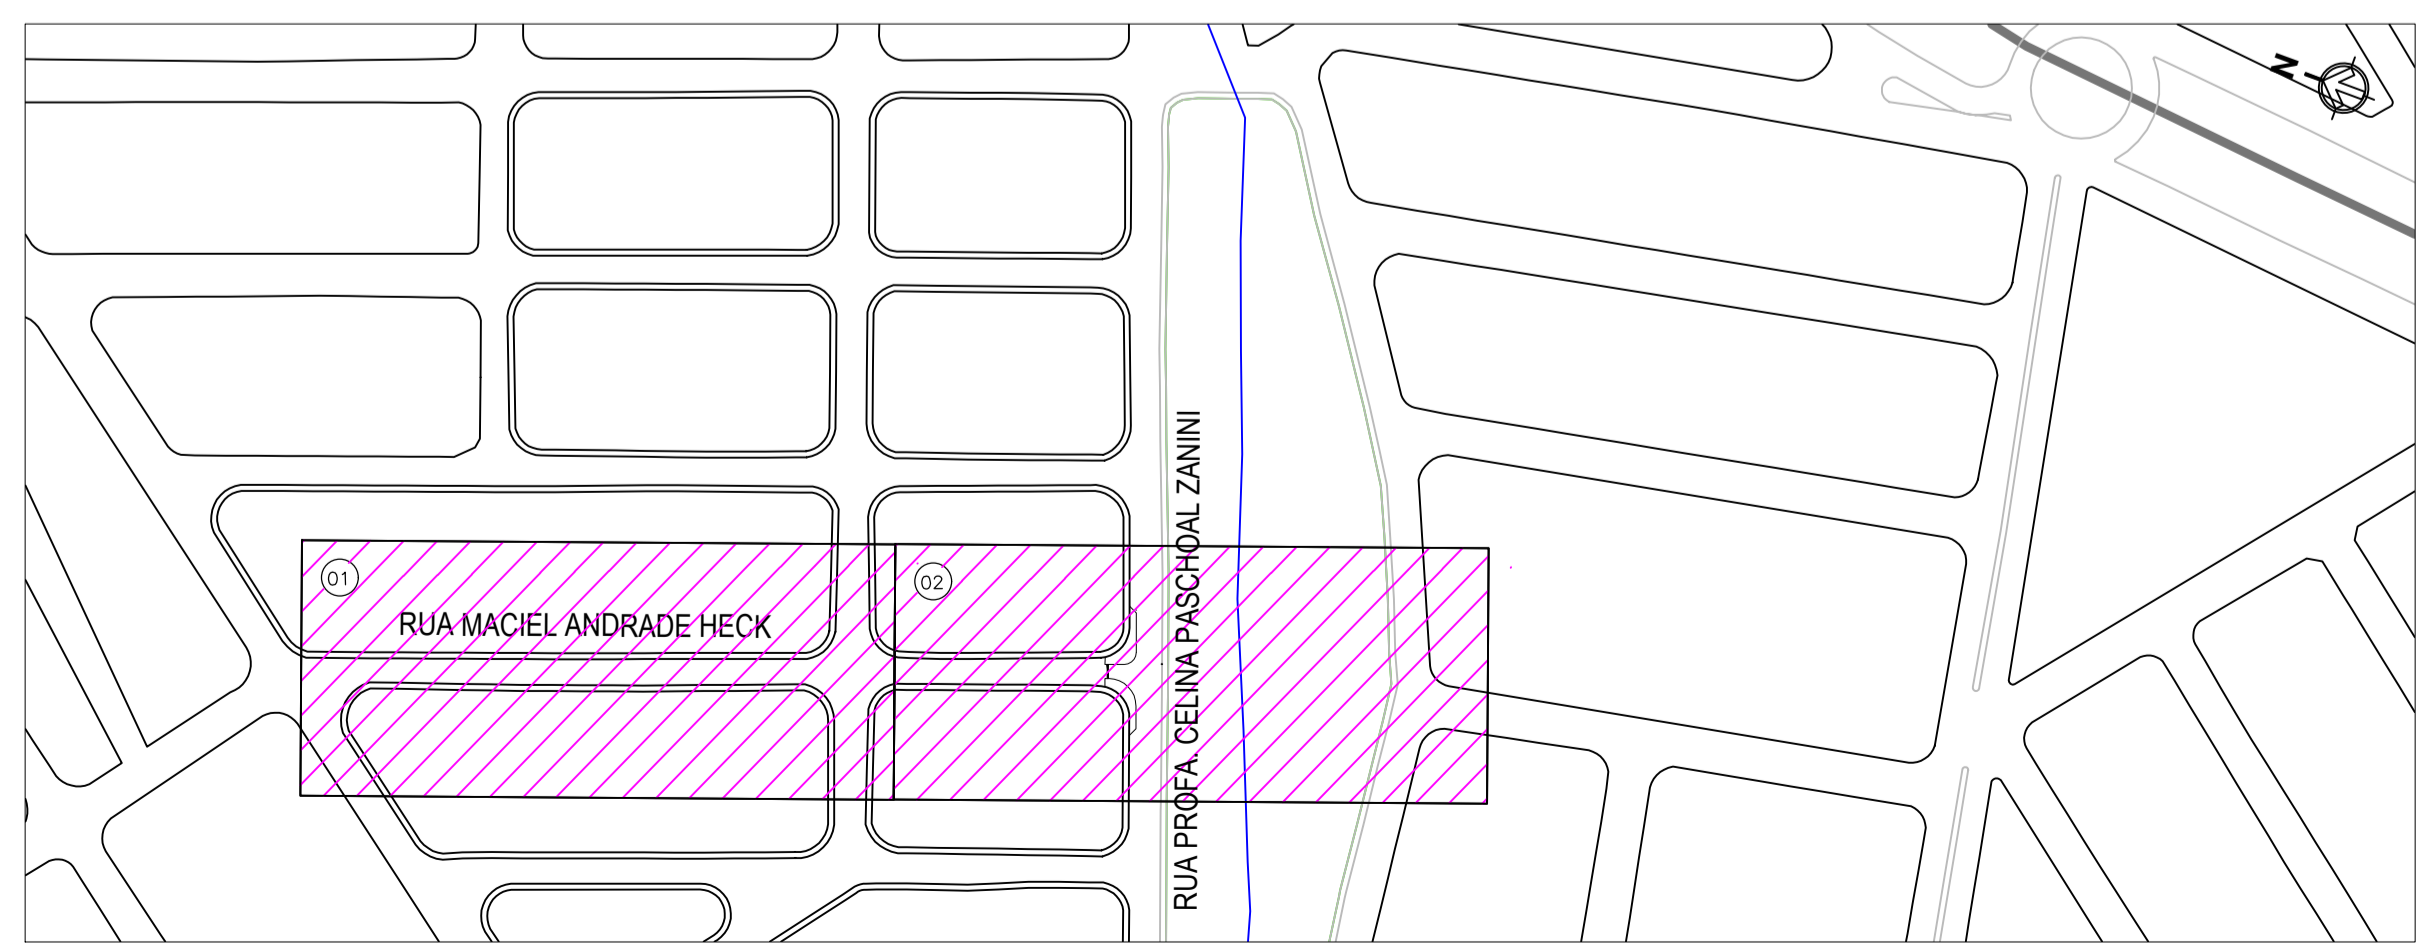 N
01
02
RUA MACIEL ANDRADE HECK
RUA PROFA. CELINA PASCHOAL ZANINI